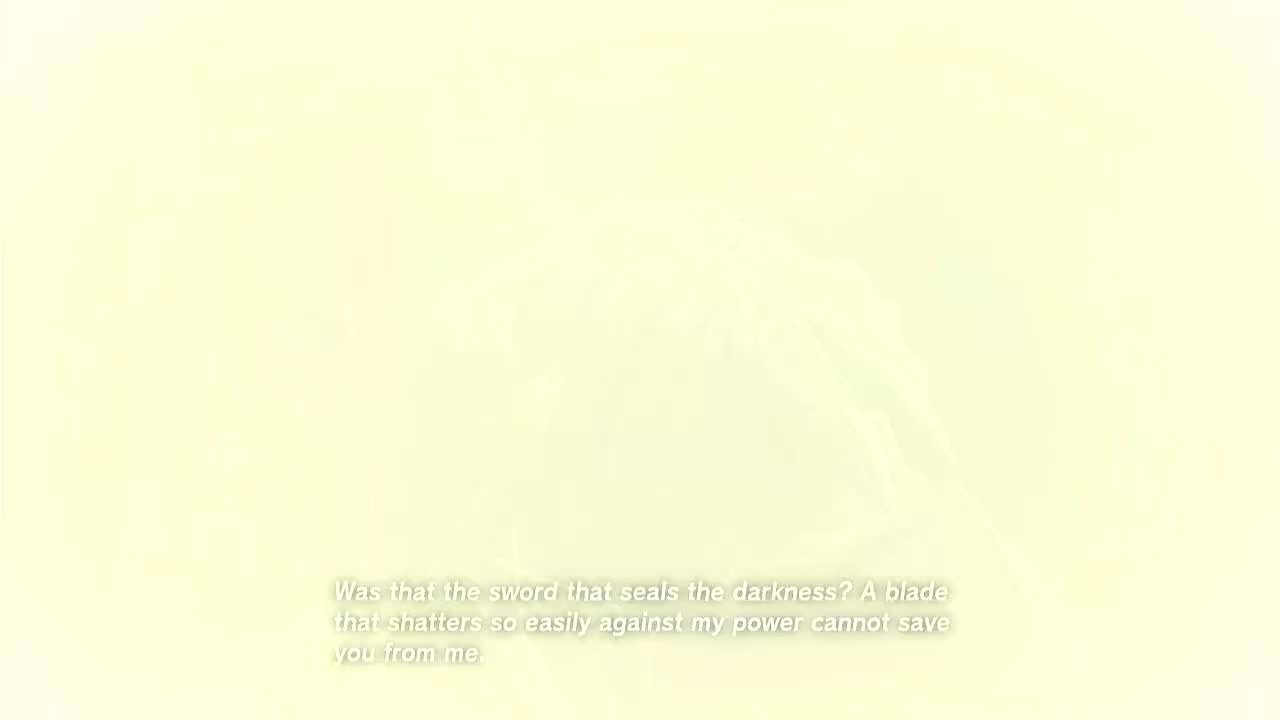 Was that the sword that seals the darkness? A blade
that shatters so easily against my power cannot save
you from me.